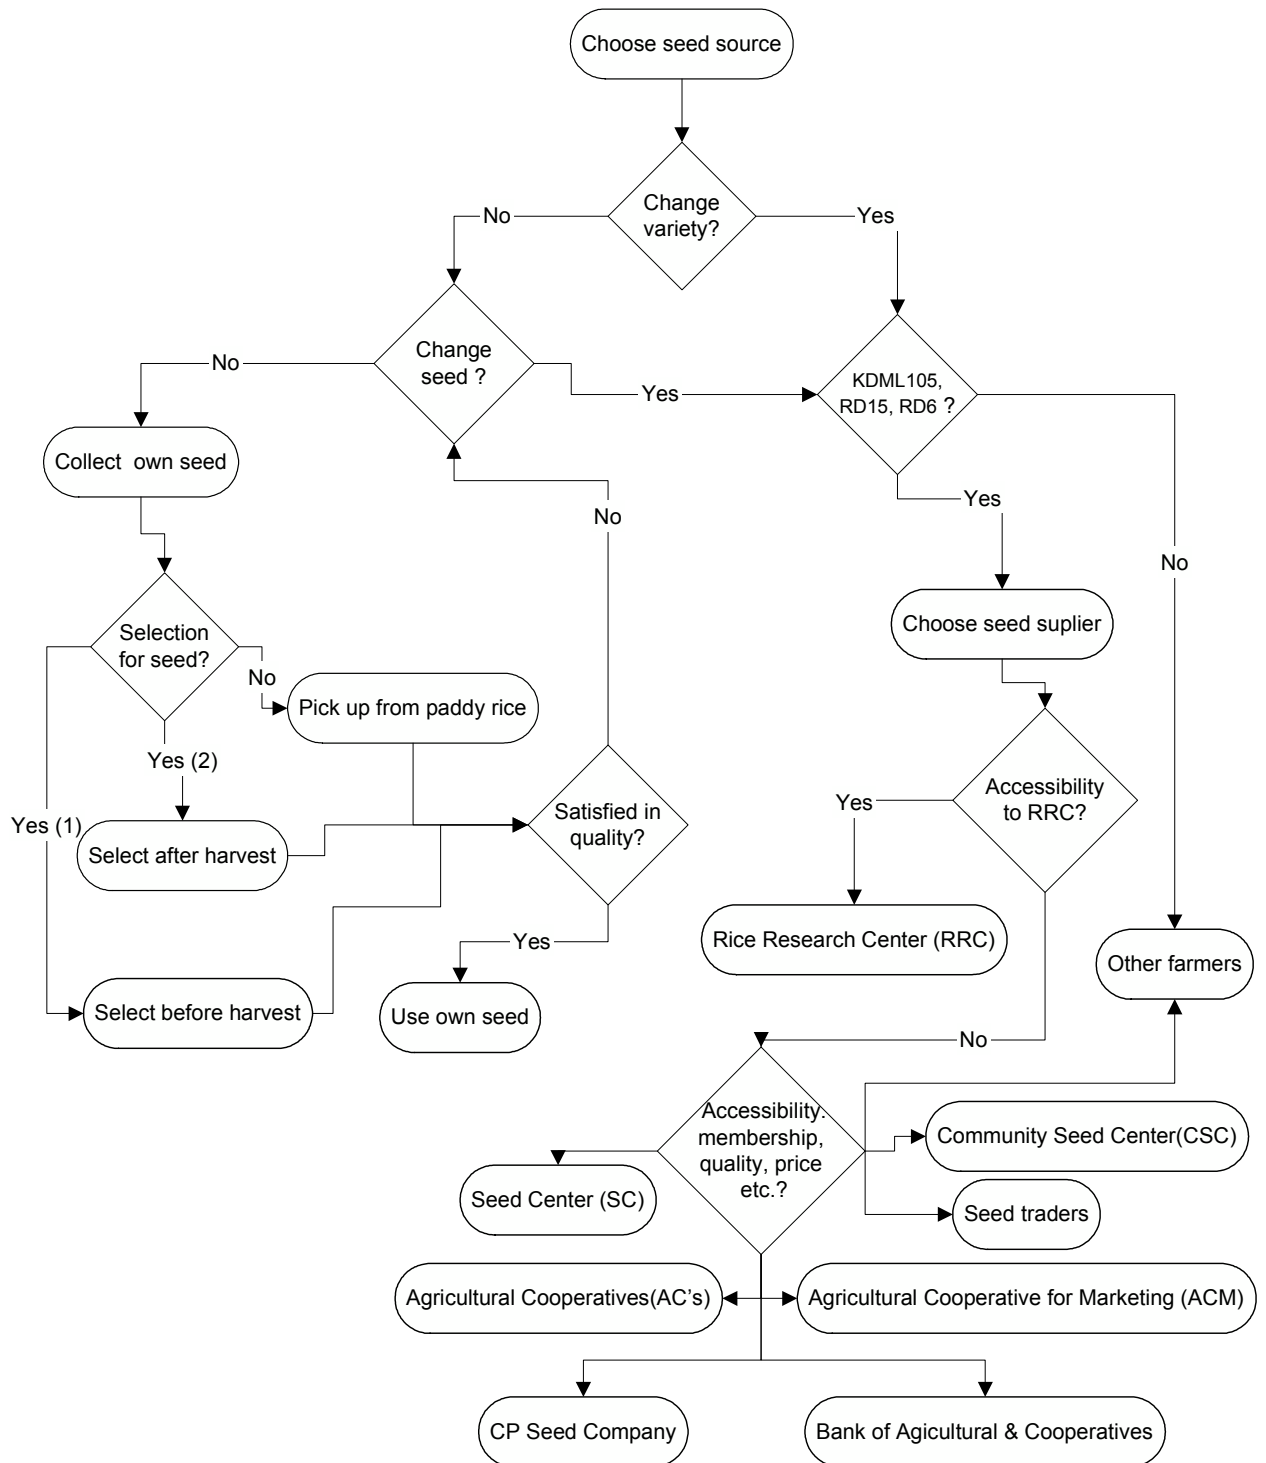 Choose seed source
Change
variety?
No
Yes
Change
seed ?
No
Yes
KDML105,
RD15, RD6 ?
Collect  own seed
Yes
No
No
Selection
for seed?
Choose seed suplier
No
Pick up from paddy rice
Yes (2)
Accessibility
to RRC?
Yes
Satisfied in
quality?
Yes (1)
Select after harvest
Rice Research Center (RRC)
Yes
Other farmers
Select before harvest
Use own seed
No
Accessibility:
membership,
quality, price
etc.?
Community Seed Center(CSC)
Seed Center (SC)
Seed traders
Agricultural Cooperatives(AC's)
Agricultural Cooperative for Marketing (ACM)
CP Seed Company
Bank of Agicultural & Cooperatives